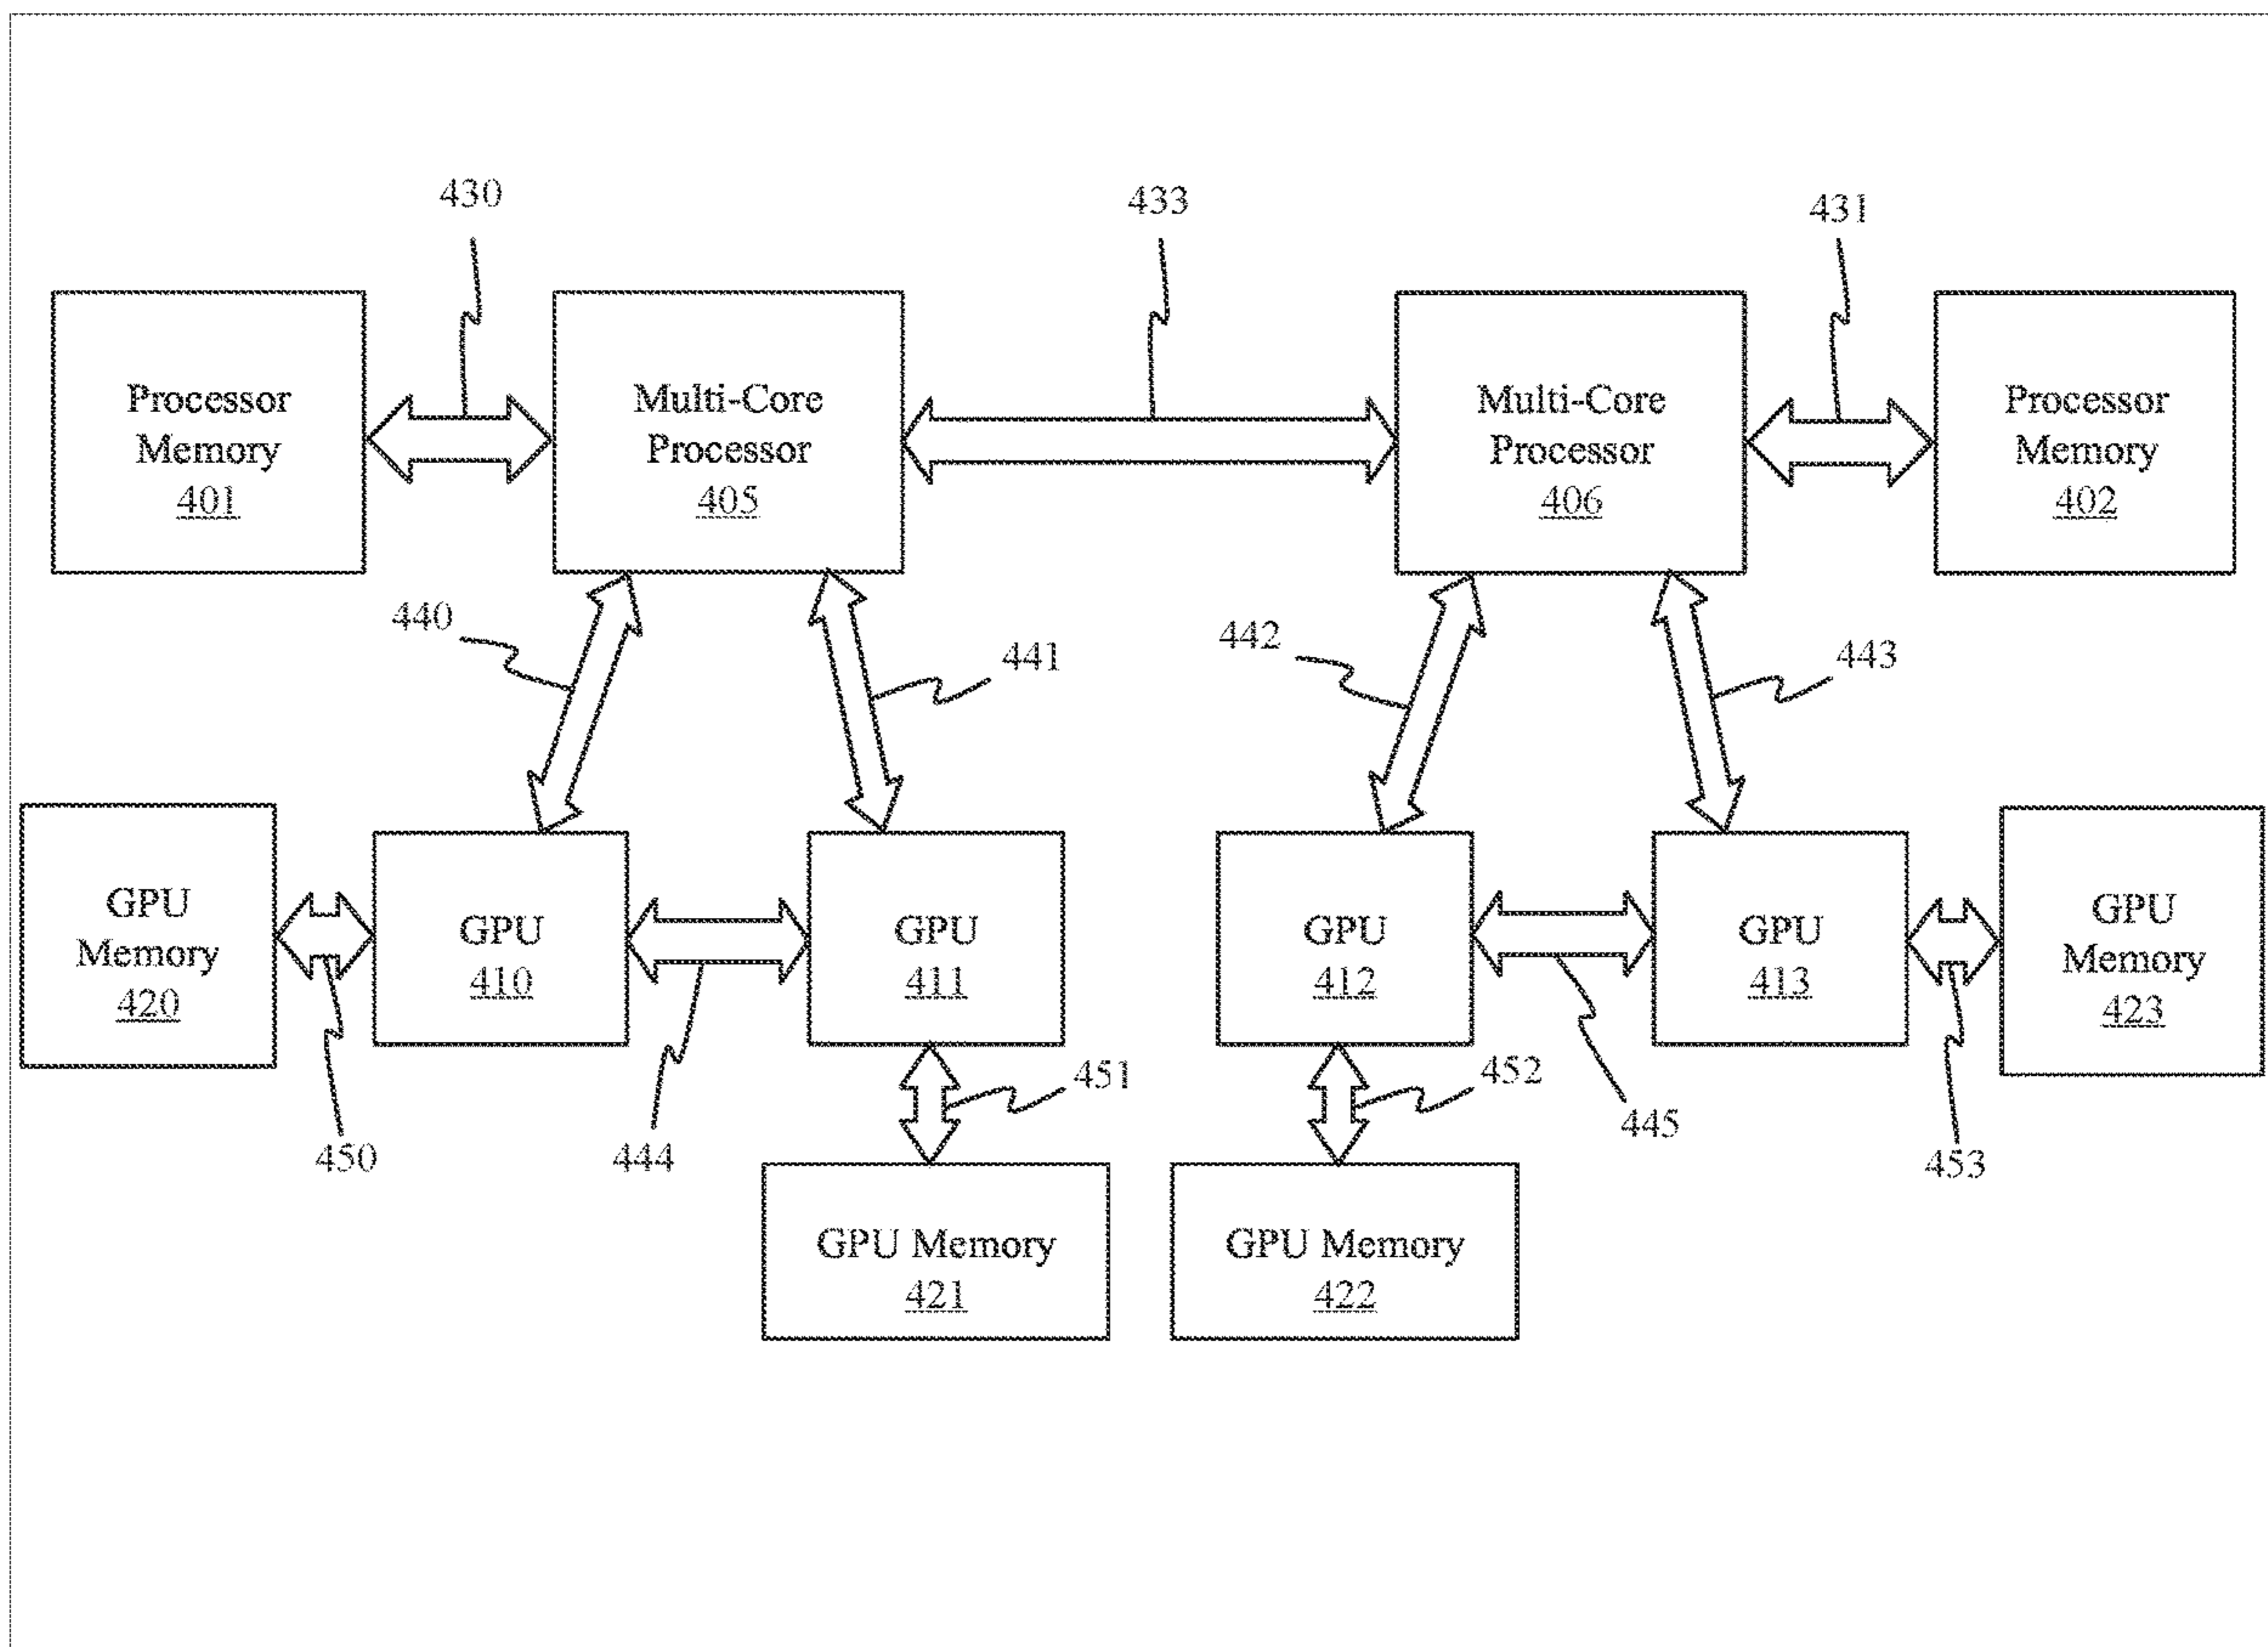 430
433
431
Processor
Memory
401
Multi-Core
Processor
405
Multi-Core
Processor
406
Processor
Memory
402
440
441
442
443
GPU
Memory
420
GPU
410
GPU
411
GPU
412
GPU
413
GPU
Memory
423
450
444
451
452
445
453
GPU Memory
421
GPU Memory
422